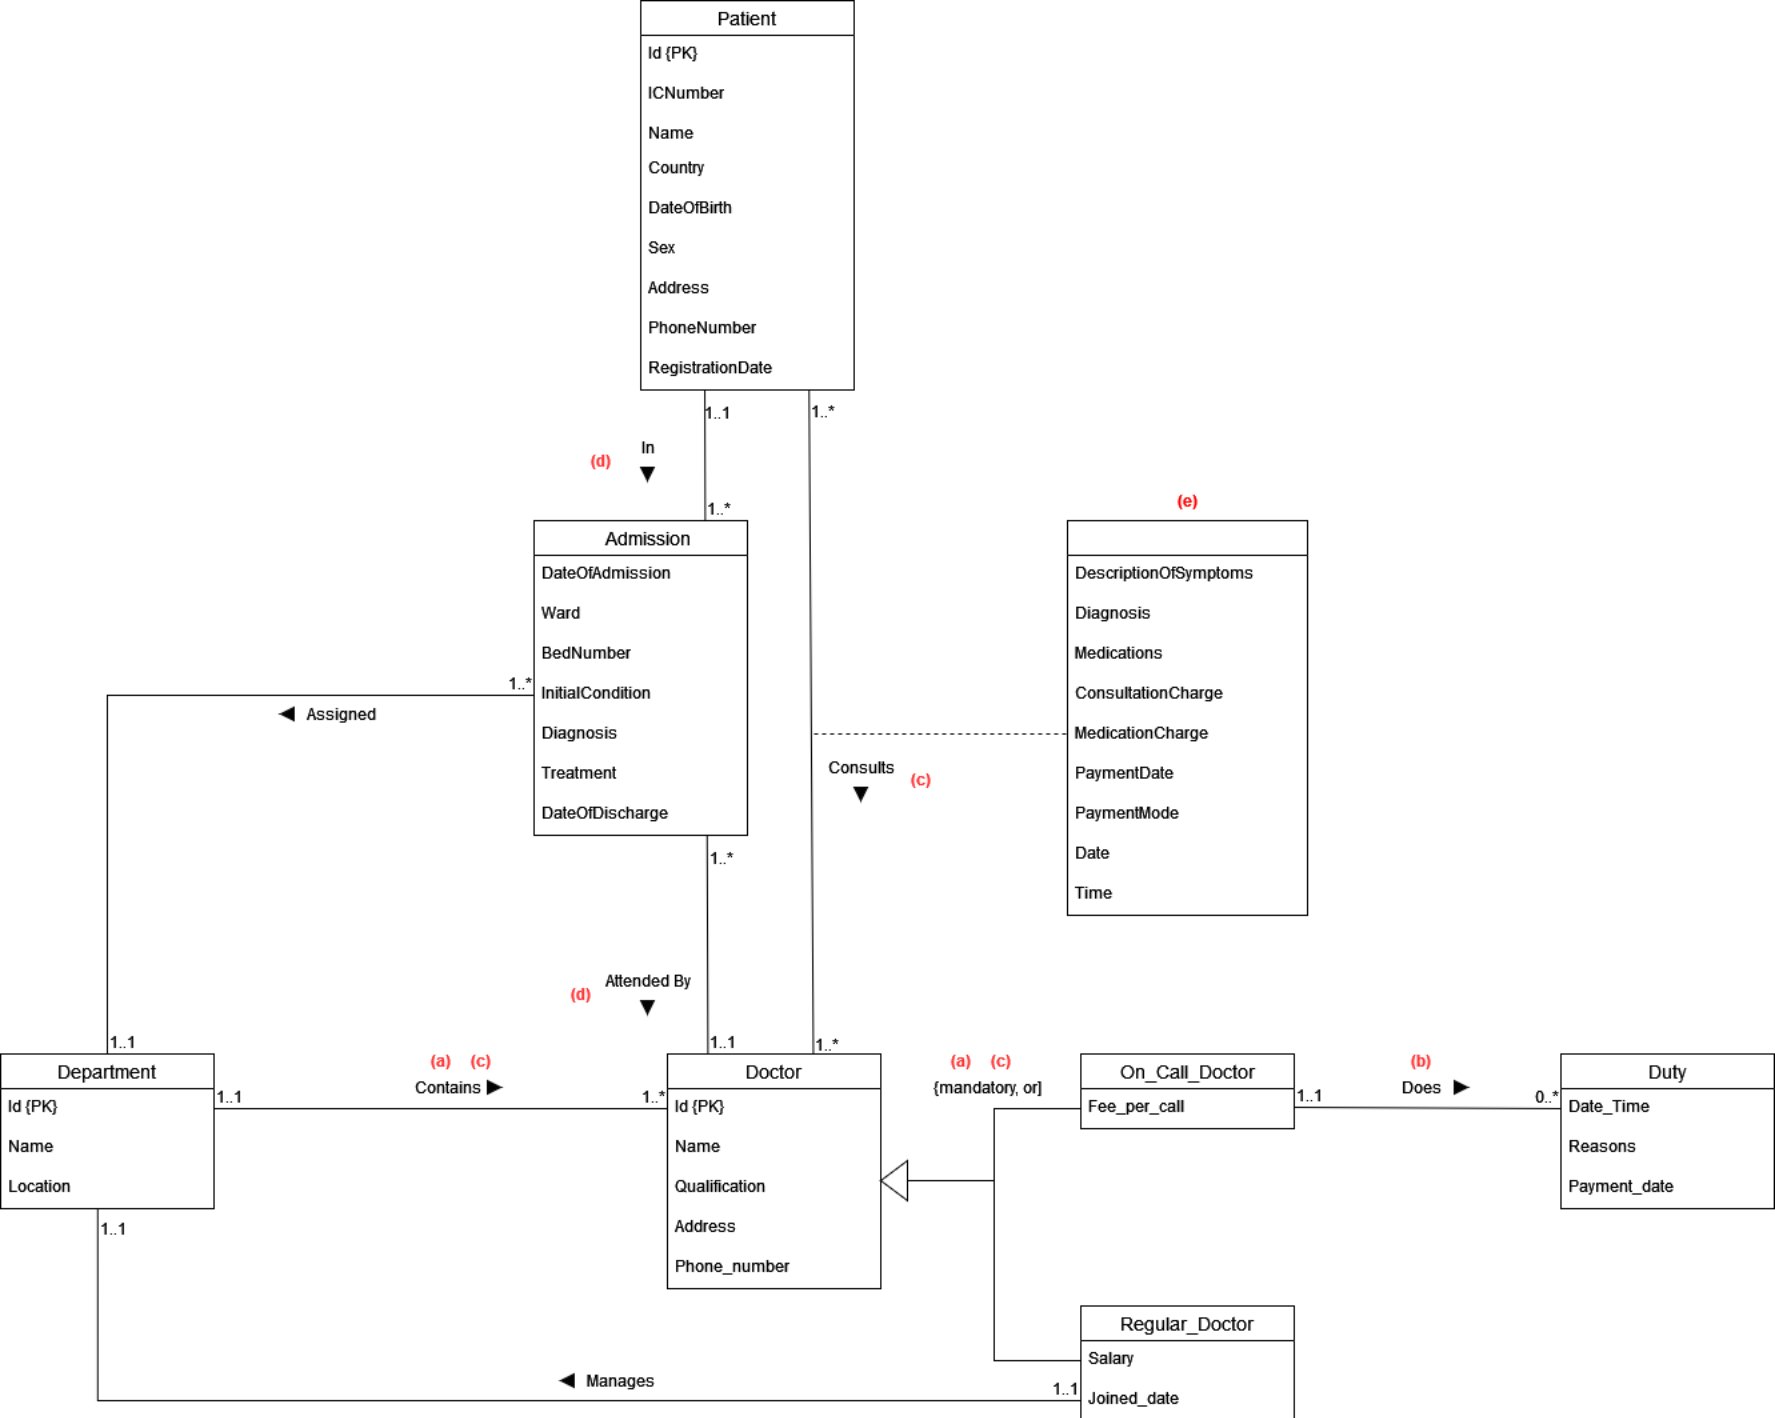 Patient
Id {PK}
ICNumber
Name
Country
DateOfBirth
Sex
Address
PhoneNumber
RegistrationDate
1..1
1..*
In
(d)
1..*
Admission
DateOfAdmission
Ward
BedNumber
InitialCondition
Diagnosis
Treatment
DateOfDischarge
1..*
Assigned
(e)
DescriptionOfSymptoms
Diagnosis
Medications
ConsultationCharge
MedicationCharge
PaymentDate
PaymentMode
Date
Time
Consults
(c)
1..*
Attended By
(d)
1..1
1..1
1..*
Department
Id {PK}
Name
Location
1..1
(a) (c)
Contains
1..*
Doctor
Id {PK}
Name
Qualification
Address
Phone_number
(a) (c)
{mandatory, or]
On_Call_Doctor
Fee_per_call
1..1
(b)
Does
0..*
Duty
Date_Time
Reasons
Payment_date
1..1
Manages
1..1
Regular_Doctor
Salary
Joined_date